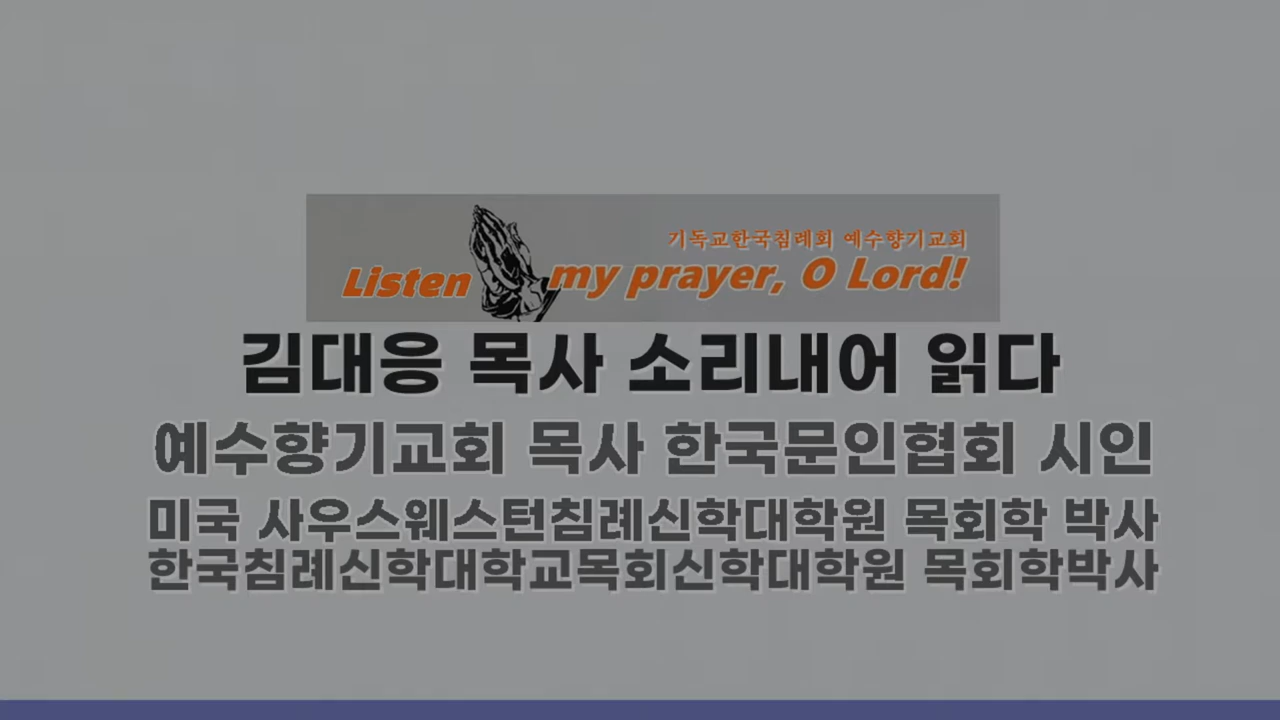 기독교한국침례회 예수향기교회
Listen my prayer, O Lord!
김대응 목사 소리내어 읽다
예수향기교회 목사 한국문인협회 시인
미국 사우스웨스턴침례신학대학원 목회학 박사
한국침례신학대학교목회신학대학원 목회학박사